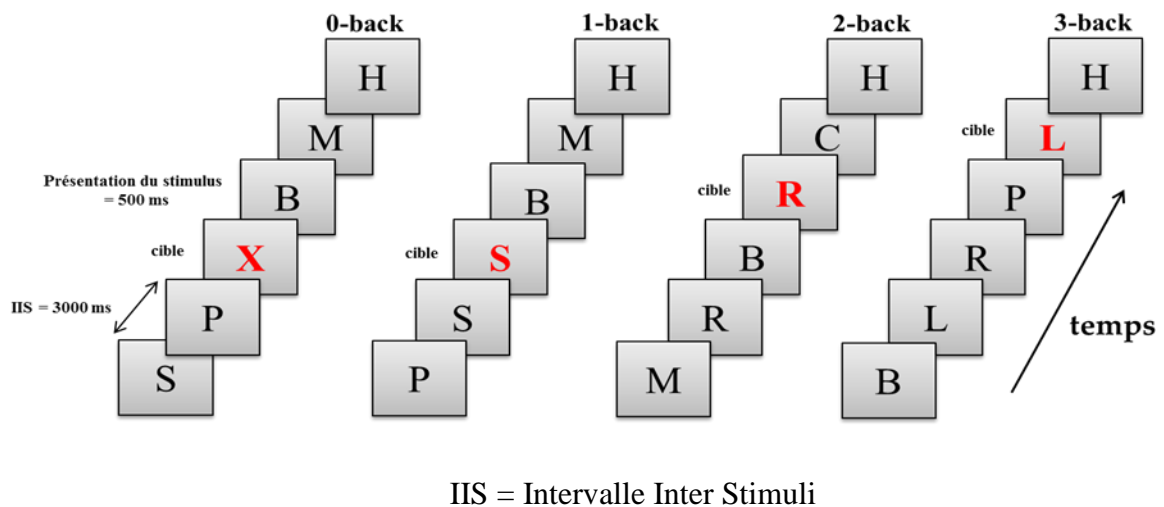 0-back
H
M
B
X
P
S
Présentation du stimulus
= 500 ms
cible
IIS = 3000 ms
1-back
H
M
B
S
S
P
cible
2-back
H
C
R
B
R
M
cible
3-back
H
L
P
R
L
B
cible
temps
IIS = Intervalle Inter Stimuli